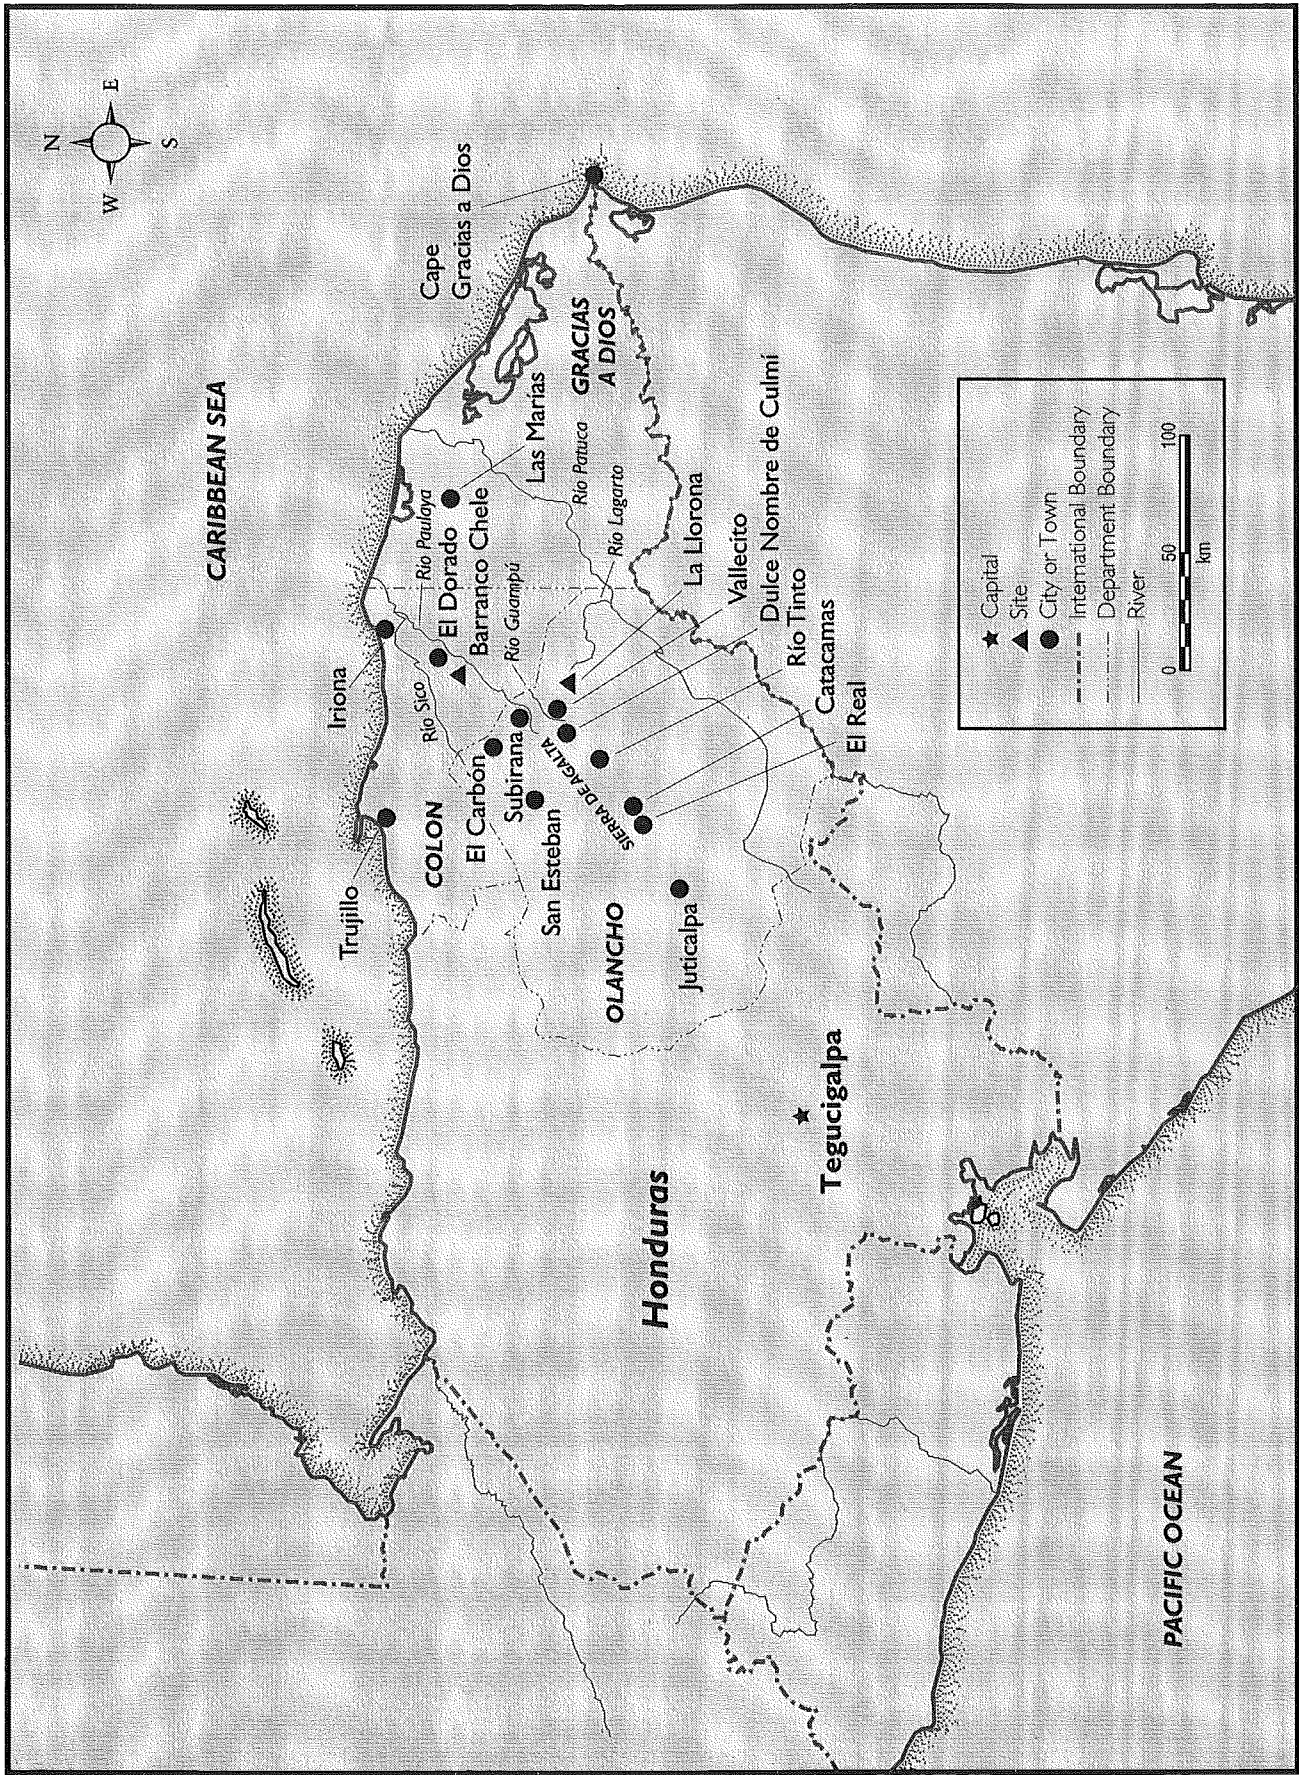 N
W
E
S
CARIBBEAN SEA
Cape
Gracias a Dios
Trujillo
Iriona
Río Paulaya
El Dorado
Barranco Chele
Las Marías
Río Sico
COLON
El Carbón
Subirana
San Esteban
Río Guampú
GRACIAS
A DIOS
Río Patuca
Río Lagarto
SIERRA DE AGALTA
OLANCHO
Juticalpa
La Llorona
Vallecito
Dulce Nombre de Culmí
Río Tinto
Catacamas
El Real
Honduras
Tegucigalpa
PACIFIC OCEAN
Capital
Site
City or Town
International Boundary
Department Boundary
River
0
50
100
km